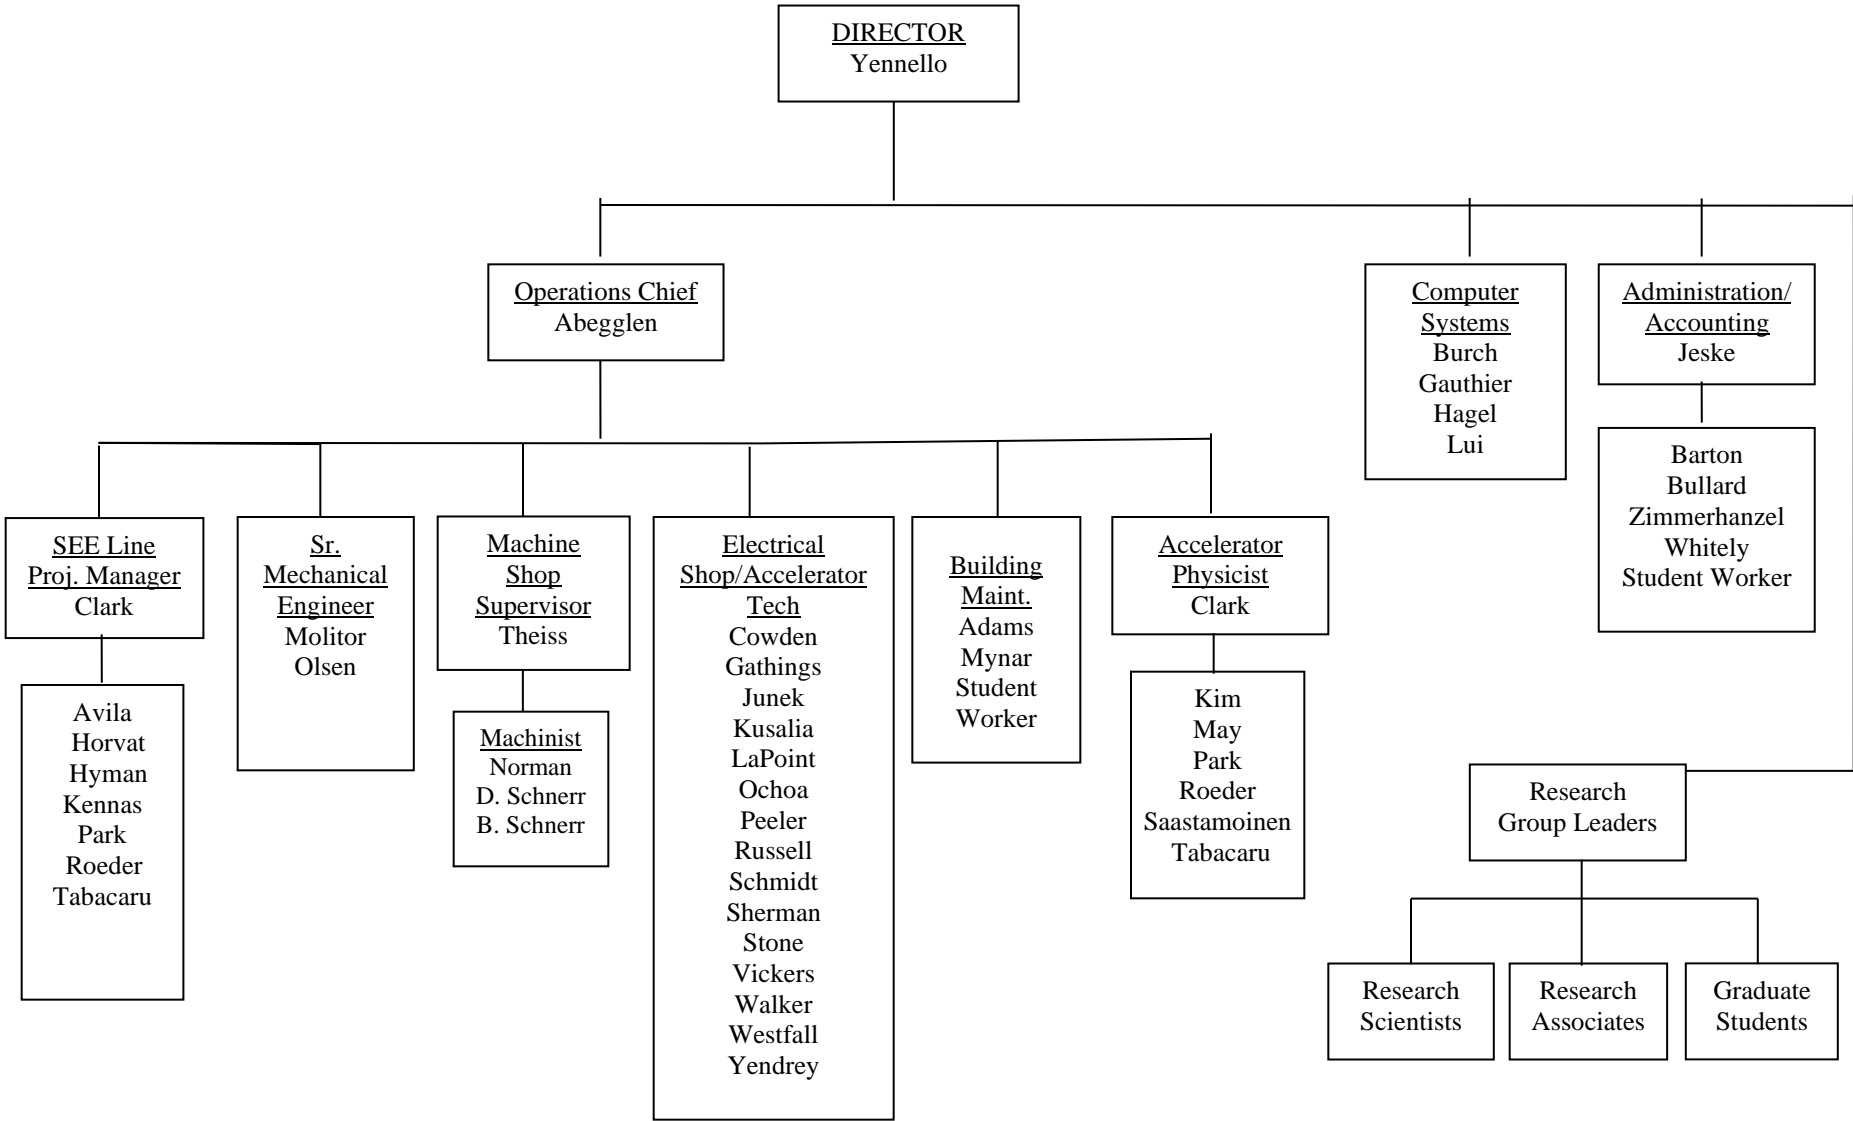 DIRECTOR
Yennello
Operations Chief
Abegglen
Computer
Systems
Burch
Gauthier
Hagel
Lui
Administration/
Accounting
Jeske
Barton
Bullard
Zimmerhanzel
Whitely
Student Worker
SEE Line
Proj. Manager
Clark
Avila
Horvat
Hyman
Kennas
Park
Roeder
Tabacaru
Sr.
Mechanical
Engineer
Molitor
Olsen
Machine
Shop
Supervisor
Theiss
Machinist
Norman
D. Schnerr
B. Schnerr
Electrical
Shop/Accelerator
Tech
Cowden
Gathings
Junek
Kusalia
LaPoint
Ochoa
Peeler
Russell
Schmidt
Sherman
Stone
Vickers
Walker
Westfall
Yendrey
Building
Maint.
Adams
Mynar
Student
Worker
Accelerator
Physicist
Clark
Kim
May
Park
Roeder
Saastamoinen
Tabacaru
Research
Group Leaders
Research
Scientists
Research
Associates
Graduate
Students